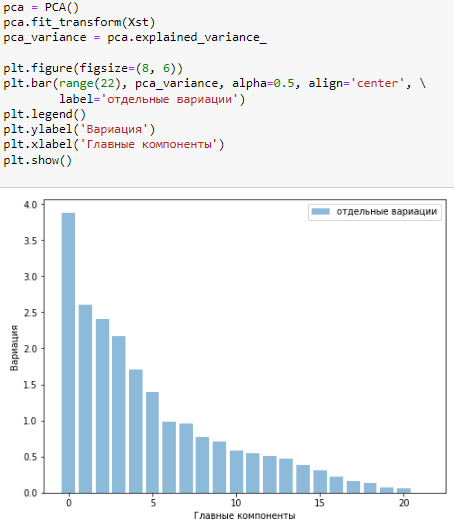 pca = PCA()
pca.fit_transform(Xst)
pca_variance = pca.explained_variance_
plt.figure(figsize=(8, 6))
plt.bar(range(22), pca_variance, alpha=0.5, align='center', \
label='отдельные вариации')
plt.legend()
plt.ylabel('Вариация')
plt.xlabel('Главные компоненты')
plt.show()
отдельные вариации
4.0
3.5
3.0
2.5
2.0
1.5
1.0
0.5
0.0
Вариация
0 5 10 15 20
Главные компоненты